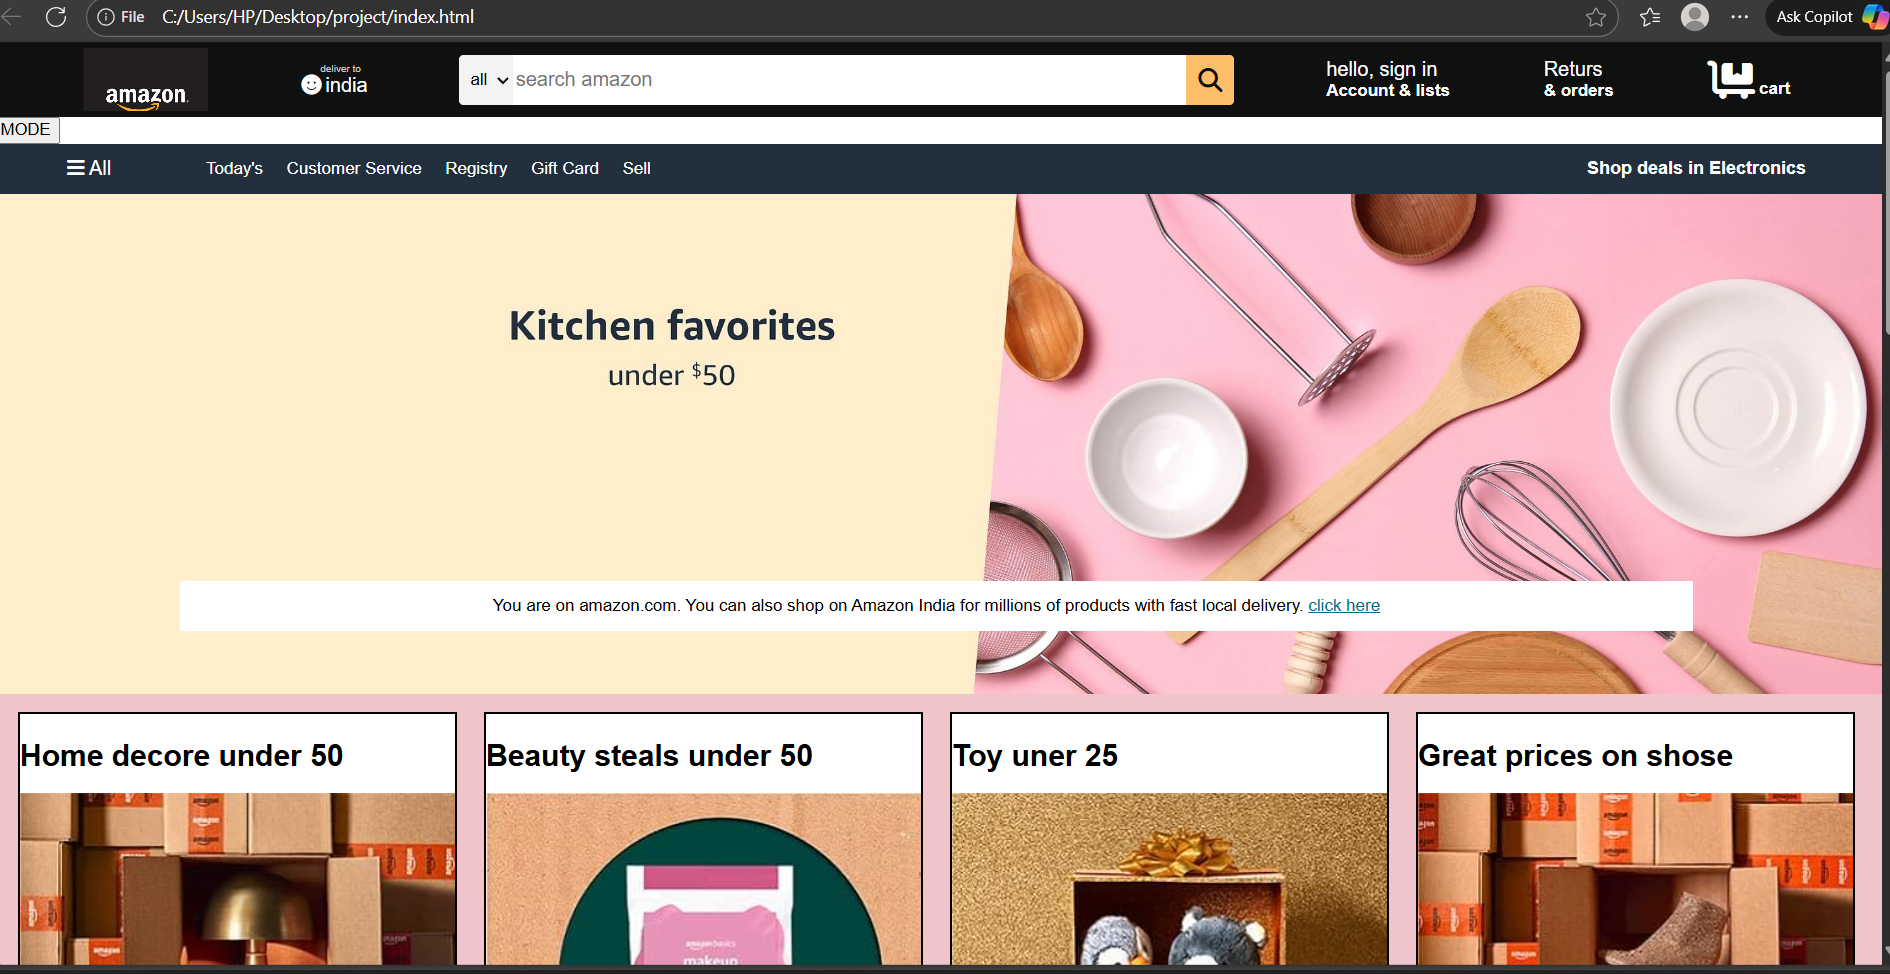 File C:/Users/HP/Desktop/project/index.html
Ask Copilot
amazon
deliver to
india
all search amazon
hello, sign in
Account & lists
Returs
& orders
cart
MODE
All Today's Customer Service Registry Gift Card Sell Shop deals in Electronics
Kitchen favorites
under $50
You are on amazon.com. You can also shop on Amazon India for millions of products with fast local delivery. click here
Home decore under 50
Beauty steals under 50
Toy uner 25
Great prices on shose
amazon basics
makeup